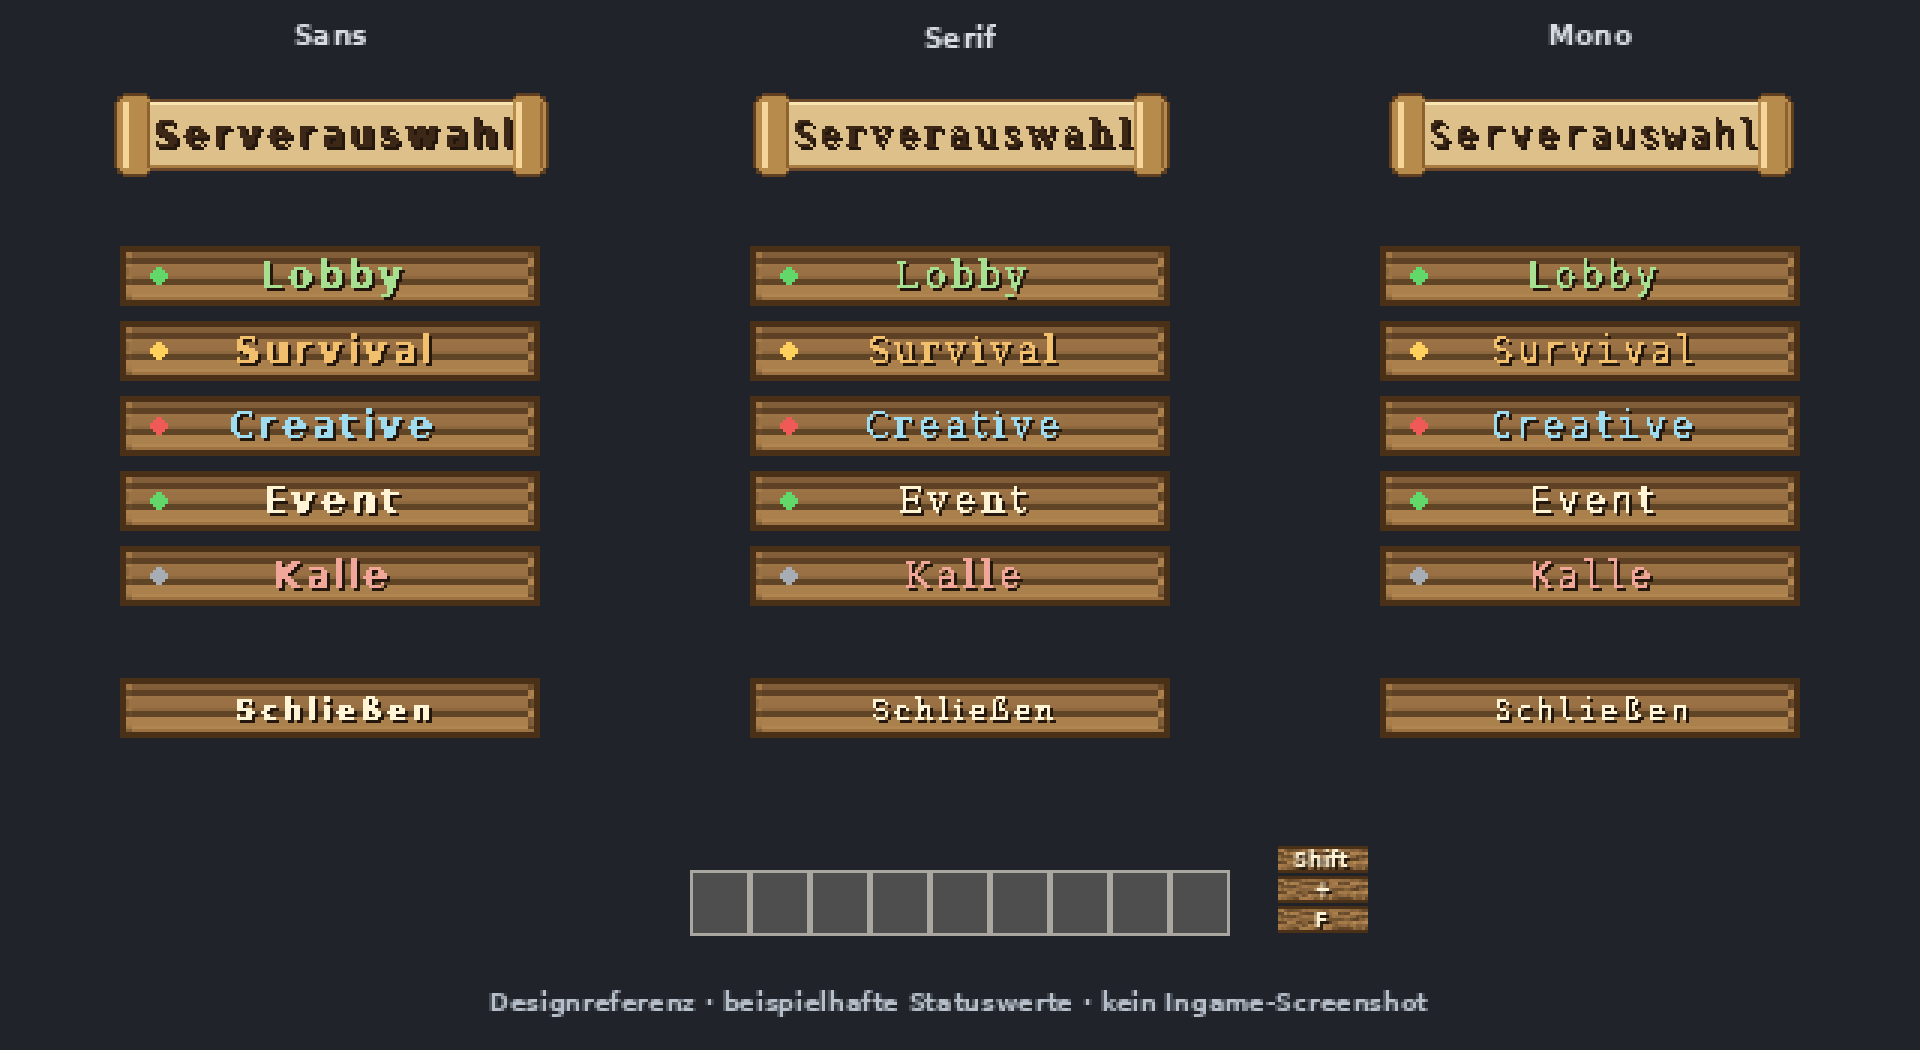 Sans Serif Mono
Serverauswahl Serverauswahl Serverauswahl
Lobby Lobby Lobby
Survival Survival Survival
Creative Creative Creative
Event Event Event
Kalle Kalle Kalle
Schließen Schließen Schließen
Shift
+
F
Designreferenz · beispielhafte Statuswerte · kein Ingame-Screenshot